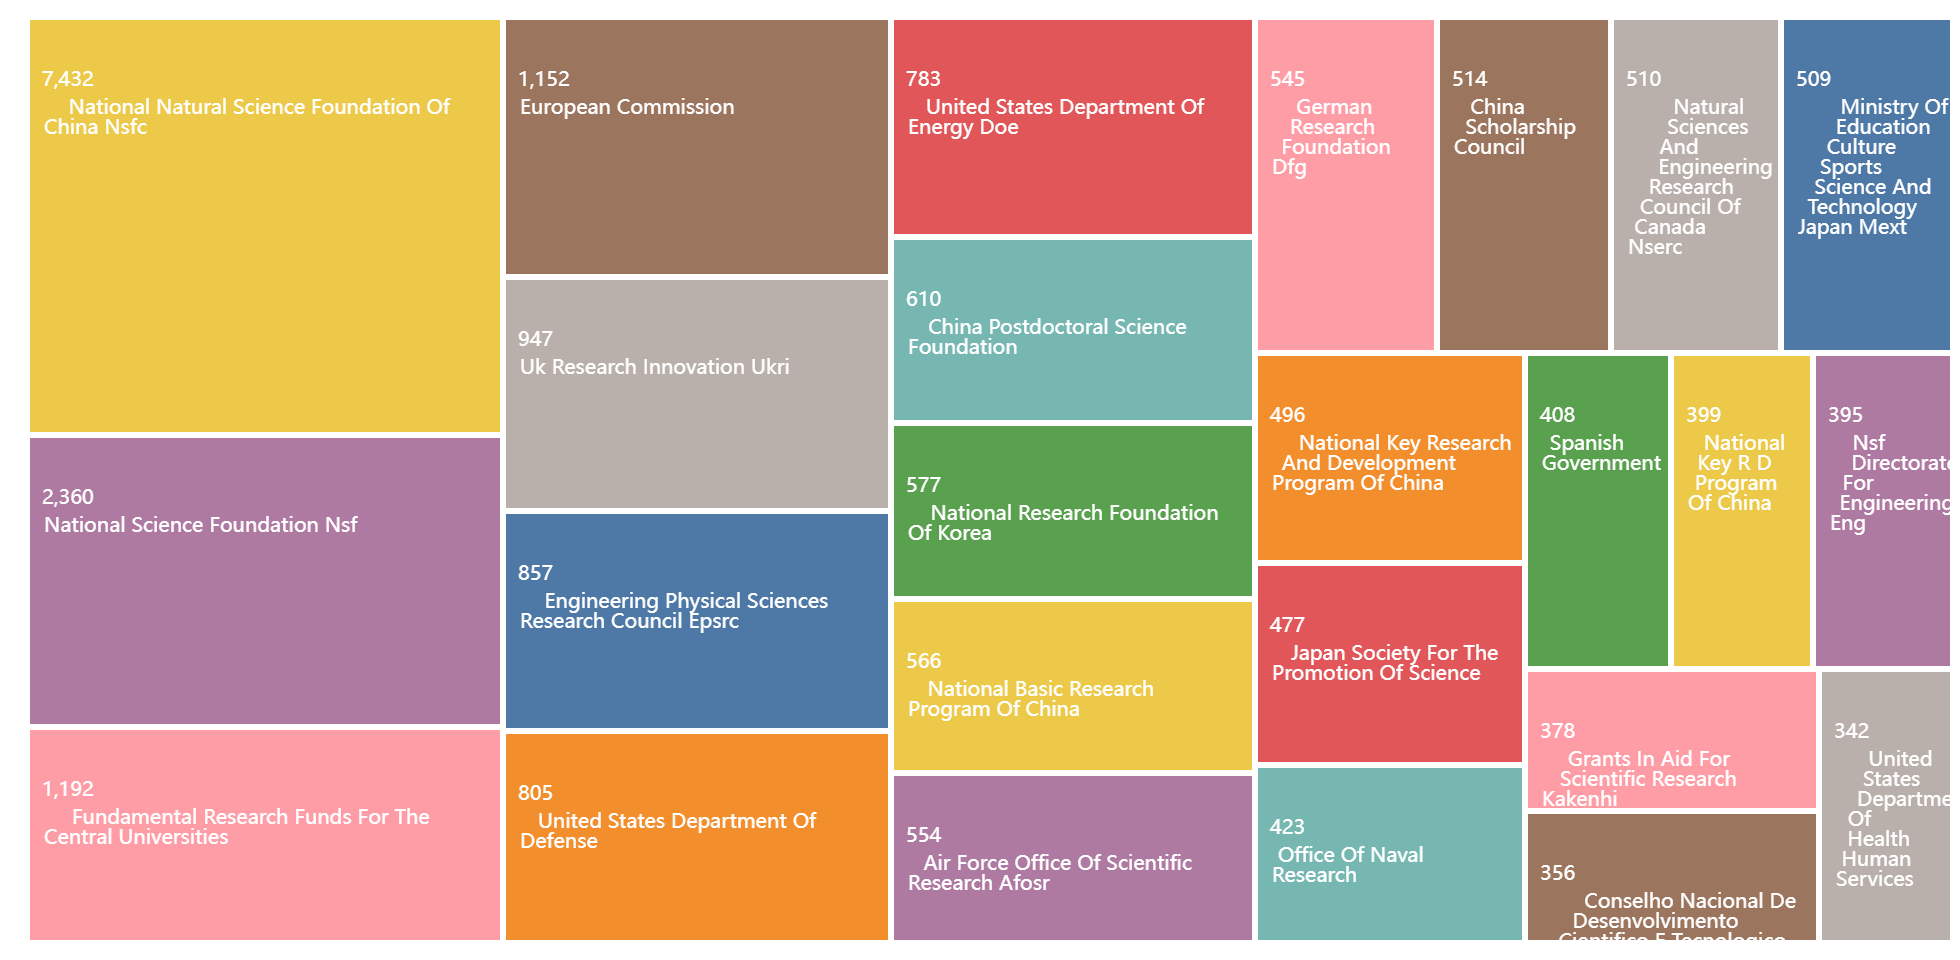 7,432
National Natural Science Foundation Of
China Nsfc
2,360
National Science Foundation Nsf
1,192
Fundamental Research Funds For The
Central Universities
1,152
European Commission
947
Uk Research Innovation Ukri
857
Engineering Physical Sciences
Research Council Epsrc
805
United States Department Of
Defense
783
United States Department Of
Energy Doe
610
China Postdoctoral Science
Foundation
577
National Research Foundation
Of Korea
566
National Basic Research
Program Of China
554
Air Force Office Of Scientific
Research Afosr
545
German
Research
Foundation
Dfg
514
China
Scholarship
Council
510
Natural
Sciences
And
Engineering
Research
Council Of
Canada
Nserc
509
Ministry Of
Education
Culture
Sports
Science And
Technology
Japan Mext
496
National Key Research
And Development
Program Of China
477
Japan Society For The
Promotion Of Science
423
Office Of Naval
Research
408
Spanish
Government
399
National
Key R D
Program
Of China
395
Nsf
Directorate
For
Engineering
Eng
378
Grants In Aid For
Scientific Research
Kakenhi
356
Conselho Nacional De
Desenvolvimento
Cientifico E Tecnologico
342
United
States
Departme
Of
Health
Human
Services